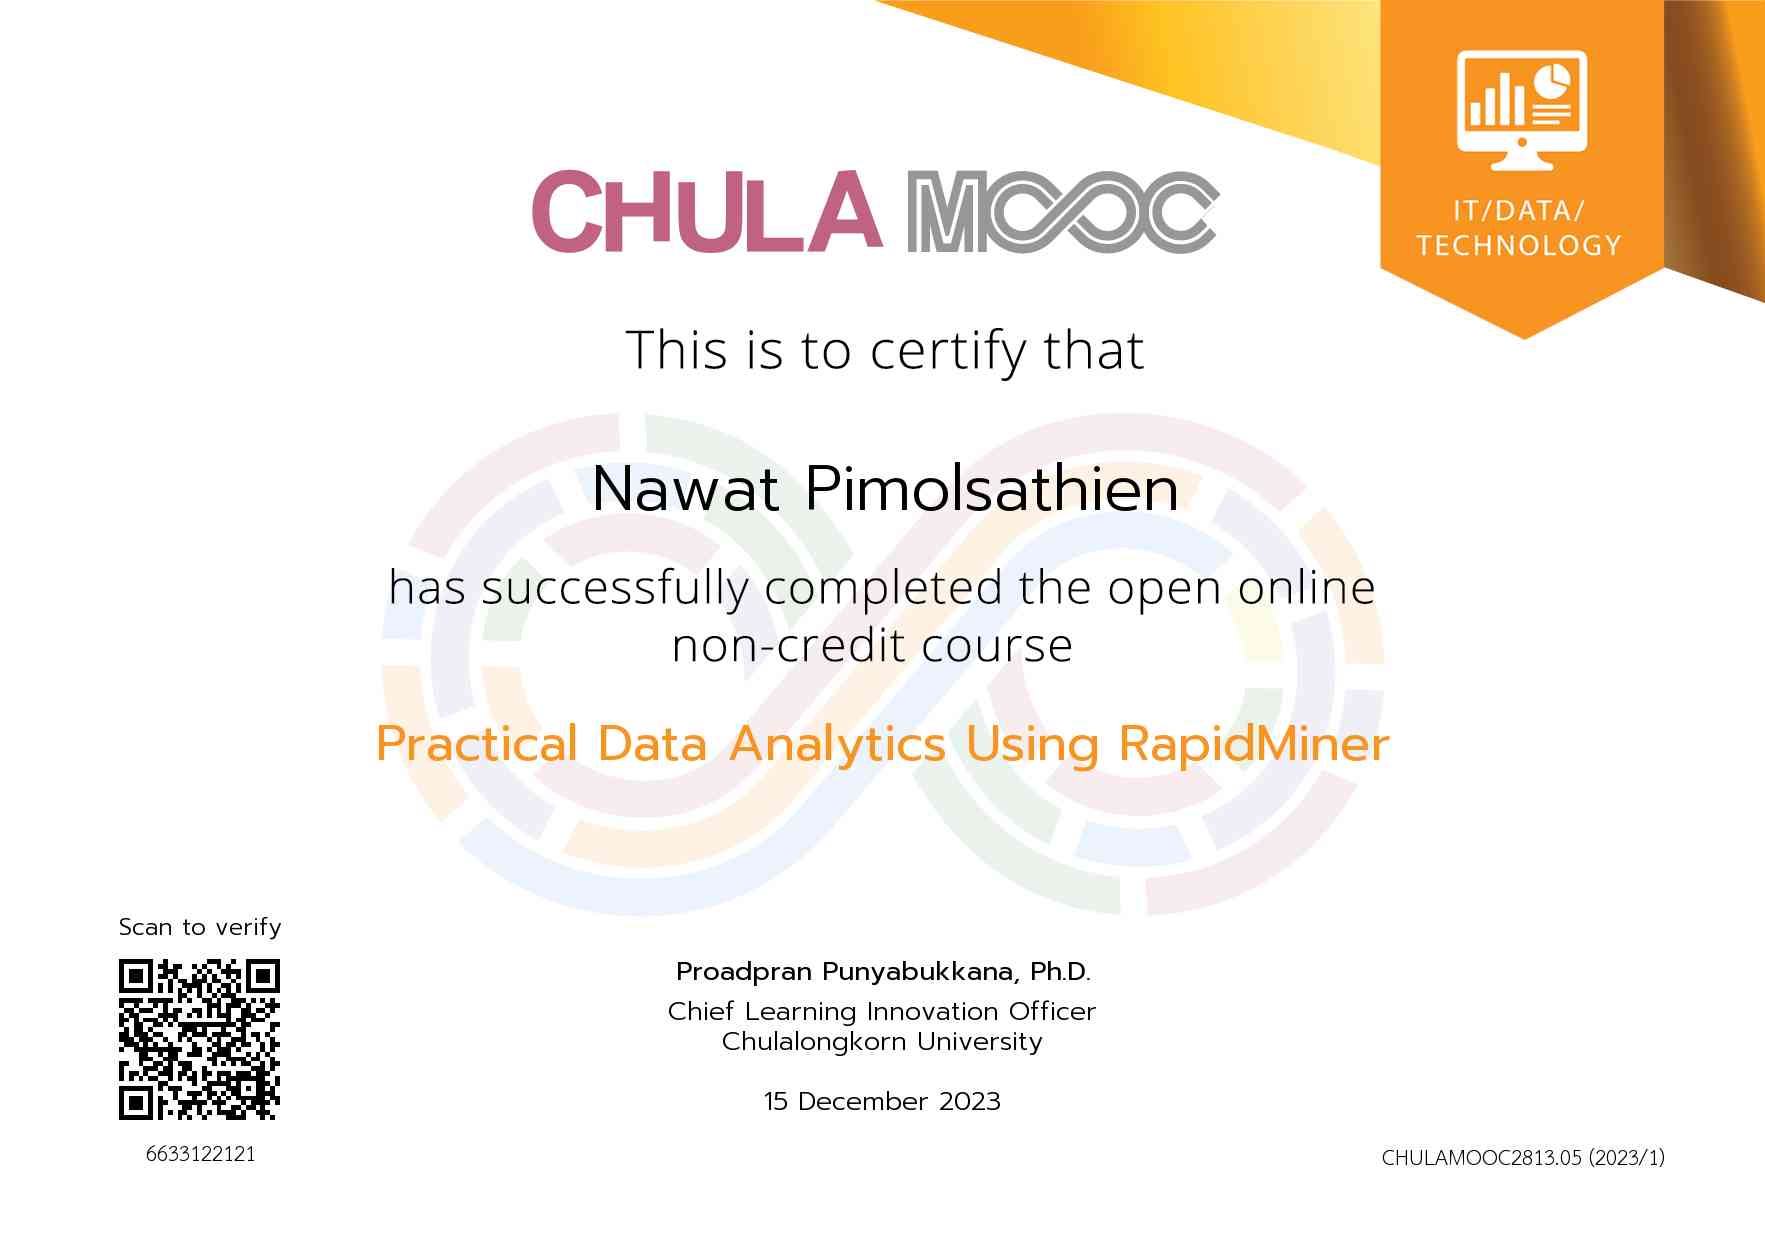 CHULA MOOC
IT/DATA/
TECHNOLOGY
This is to certify that
Nawat Pimolsathien
has successfully completed the open online
non-credit course
Practical Data Analytics Using RapidMiner
Scan to verify
6633122121
Proadpran Punyabukkana, Ph.D.
Chief Learning Innovation Officer
Chulalongkorn University
15 December 2023
CHULAMOOC2813.05 (2023/1)